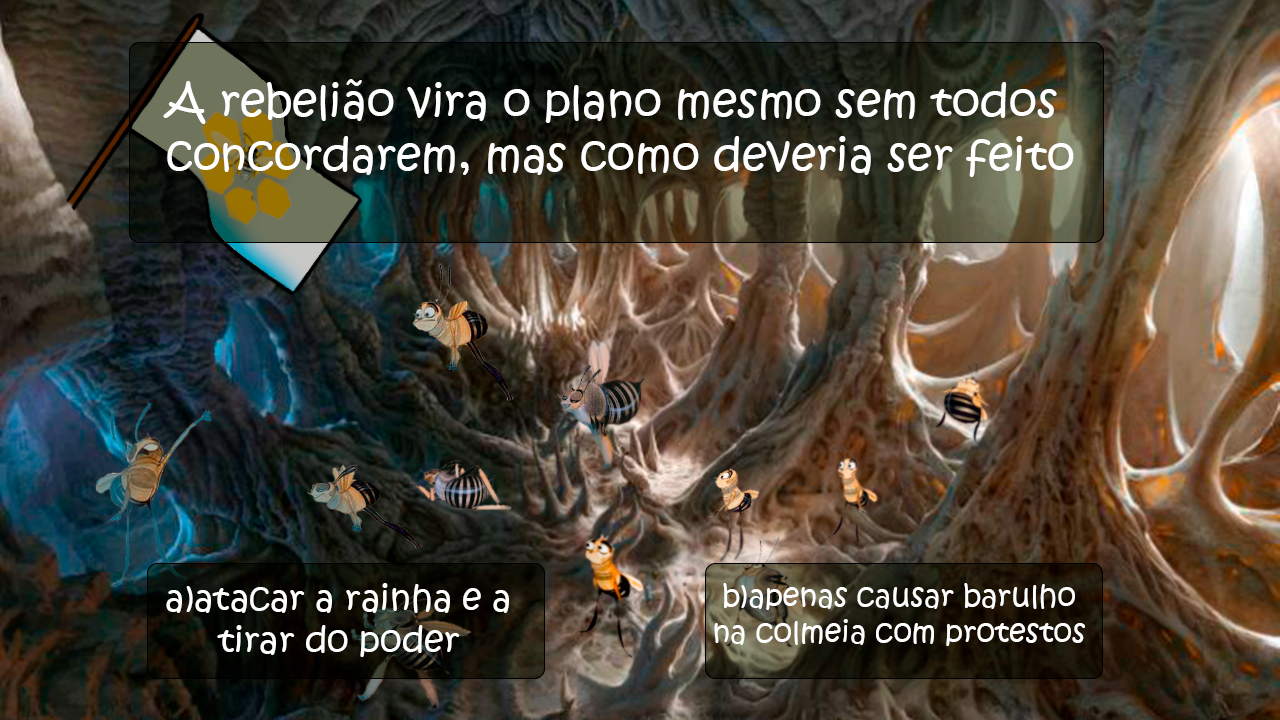 A rebelião vira o plano mesmo sem todos
concordarem, mas como deveria ser feito
a)atacar a rainha e a
tirar do poder
b)apenas causar barulho
na colmeia com protestos